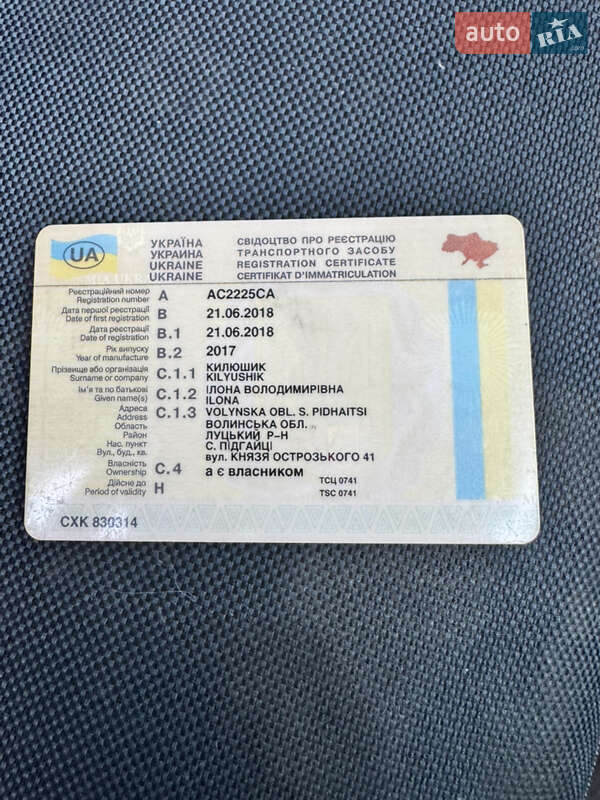 auto RIA .com
UA
УКРАЇНА
УКРАИНА
UKRAINE
UKRAINE
СВІДОЦТВО ПРО РЕЄСТРАЦІЮ
ТРАНСПОРТНОГО ЗАСОБУ
REGISTRATION CERTIFICATE
CERTIFIKAT D'IMMATRICULATION
Реєстраційний номер
Registration number A AC2225CA
Дата першої реєстрації
Date of first registration B 21.06.2018
Дата реєстрації
Date of registration B.1 21.06.2018
Рік випуску
Year of manufacture B.2 2017
Прізвище або організація
Surname or company C.1.1 КИЛЮШИК
KILYUSHIK
Ім'я та по батькові
Given name(s) C.1.2 ІЛОНА ВОЛОДИМИРІВНА
ILONA
Адреса
Address C.1.3 VOLYNSKA OBL. S. PIDHAITSI
Область ВОЛИНСЬКА ОБЛ.
Район ЛУЦЬКИЙ Р-Н
Нас. пункт С. ПІДГАЙЦІ
Вул., буд., кв. вул. КНЯЗЯ ОСТРОЗЬКОГО 41
Власність
Ownership C.4 а є власником
Дійсне до
Period of validity H
ТСЦ 0741
TSC 0741
СХК 830314